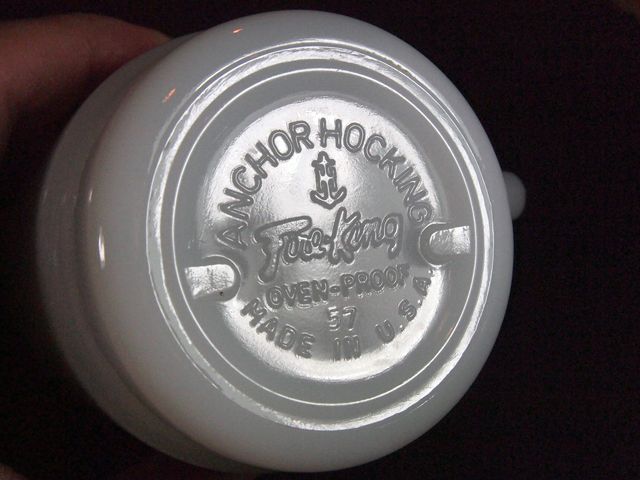 ANCHOR HOCKING
Fire-King
OVEN-PROOF
57
MADE IN U.S.A.